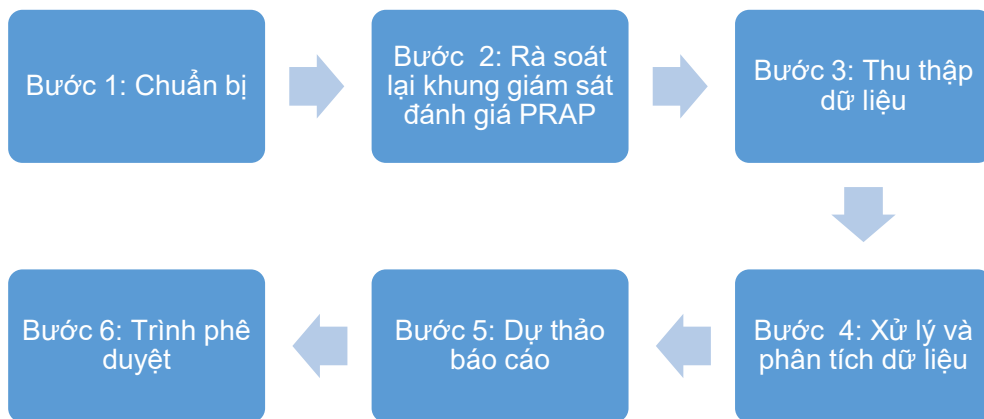 Bước 1: Chuẩn bị
Bước 2: Rà soát
lại khung giám sát
đánh giá PRAP
Bước 3: Thu thập
dữ liệu
Bước 4: Xử lý và
phân tích dữ liệu
Bước 5: Dự thảo
báo cáo
Bước 6: Trình phê
duyệt